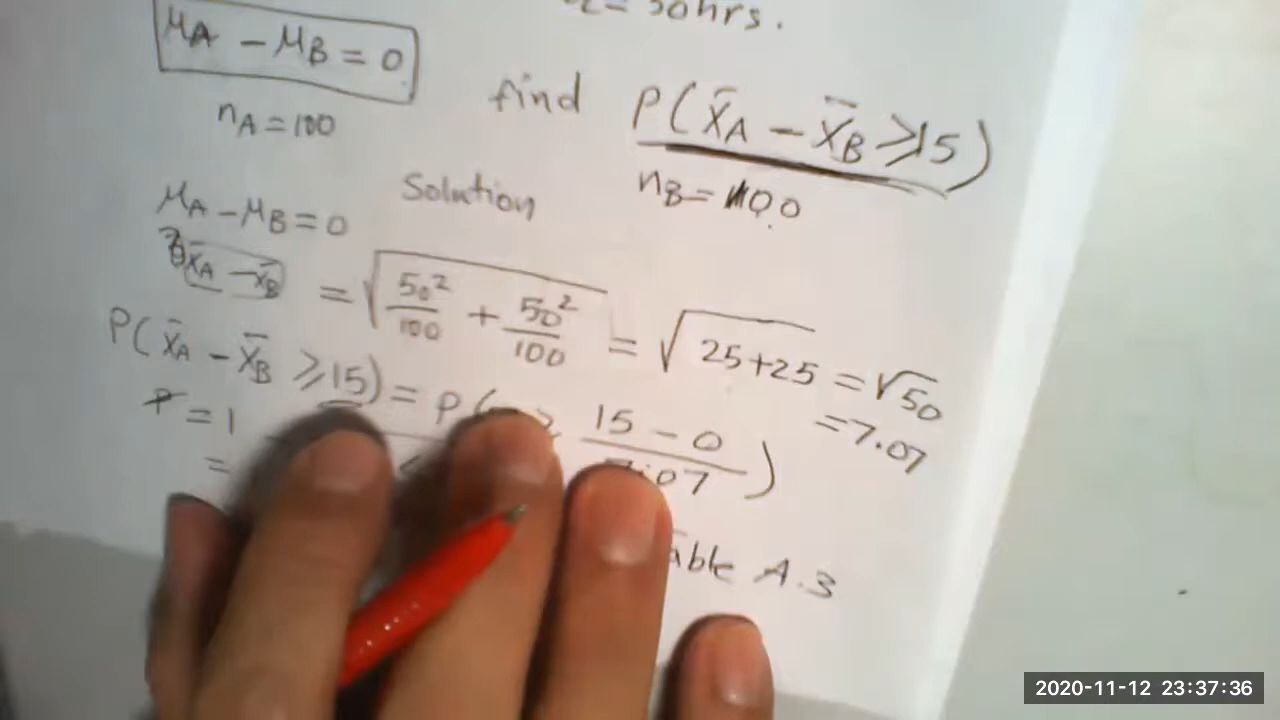 = 50hrs.
μA - μB = 0
find P(X̄A - X̄B ≥ 15)
nA = 100
nB = 100
Solution
μA - μB = 0
X̄A - X̄B = √(50²/100 + 50²/100) = √25+25 = √50
= 7.07
P(X̄A - X̄B ≥ 15) = P( ≥ (15 - 0)/7.07)
= 1
=
able A.3
2020-11-12 23:37:36